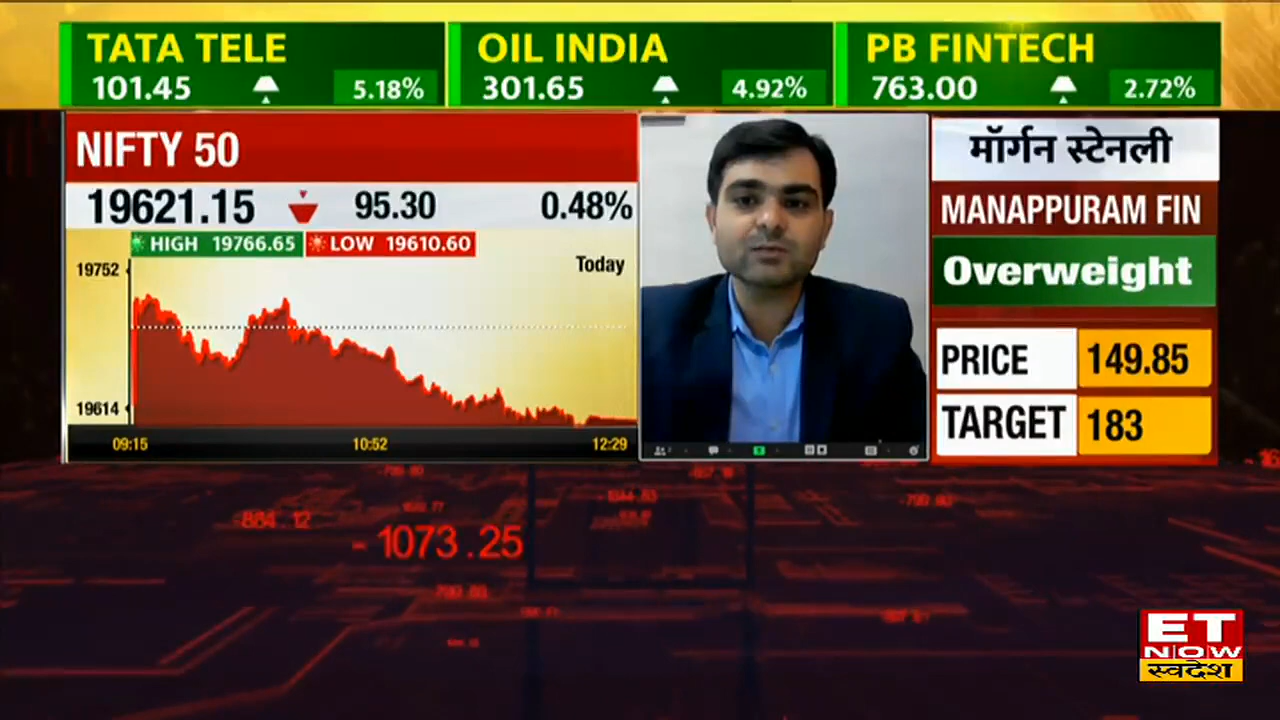 TATA TELE
101.45 5.18%
OIL INDIA
301.65 4.92%
PB FINTECH
763.00 2.72%
NIFTY 50
19621.15 95.30 0.48%
HIGH 19766.65 LOW 19610.60
Today
19752
19614
09:15 10:52 12:29
मॉर्गन स्टेनली
MANAPPURAM FIN
Overweight
PRICE 149.85
TARGET 183
-884.12
-1073.25
ET
NOW
स्वदेश